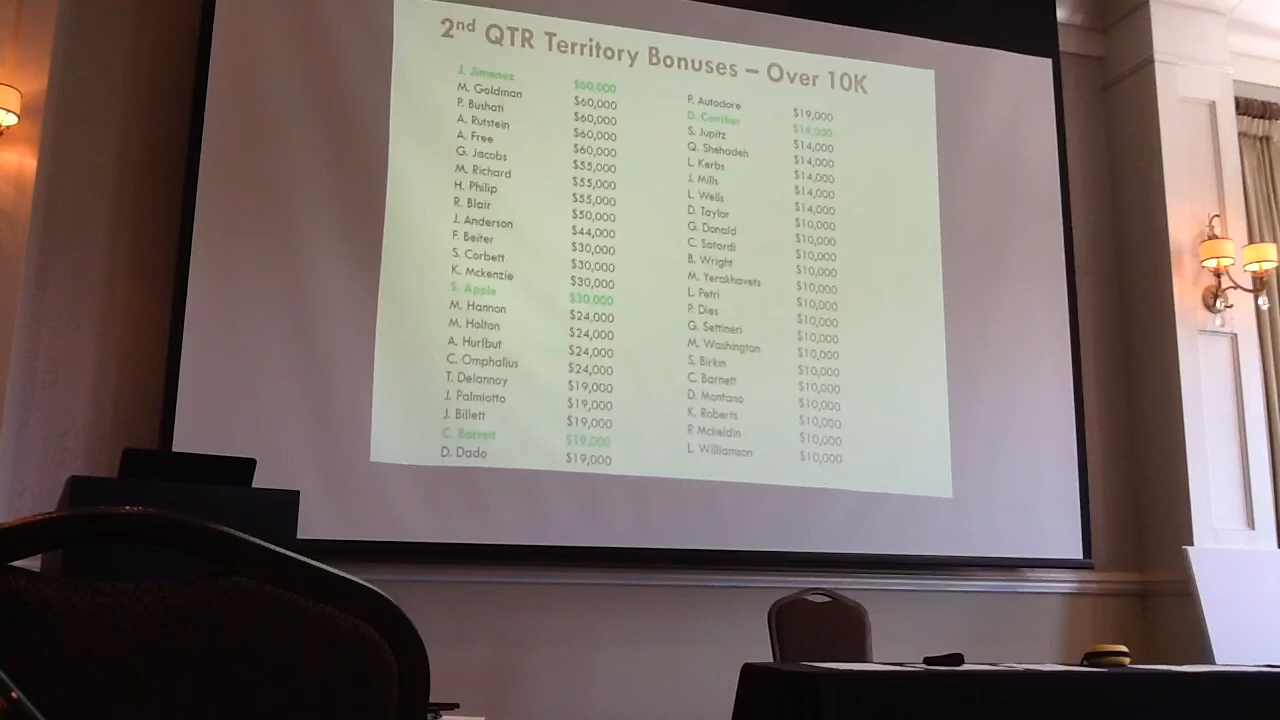 2nd QTR Territory Bonuses – Over 10K
J. Jimenez $60,000
M. Goldman $60,000
P. Bushati $60,000
A. Rutstein $60,000
A. Free $60,000
G. Jacobs $55,000
M. Richard $55,000
H. Philip $55,000
R. Blair $50,000
J. Anderson $44,000
F. Beiter $30,000
S. Corbett $30,000
K. Mckenzie $30,000
S. Apple $30,000
M. Hannon $24,000
M. Holton $24,000
A. Hurlbut $24,000
C. Omphalius $24,000
T. Delannoy $19,000
J. Palmiotto $19,000
J. Billett $19,000
C. Barrett $19,000
D. Dado $19,000
P. Autodore $19,000
D.
S. Jupitz $14,000
Q. Shehadeh $14,000
L. Kerbs $14,000
J. Mills $14,000
L. Wells $14,000
D. Taylor $10,000
G. Donald $10,000
C. Sotardi $10,000
B. Wright $10,000
M. Yerakhavets $10,000
L. Petri $10,000
P. Dias $10,000
G. Settineri $10,000
M. Washington $10,000
S. Birkin $10,000
C. Barnett $10,000
D. Montano $10,000
K. Roberts $10,000
R Mckeldin $10,000
L. Williamson $10,000